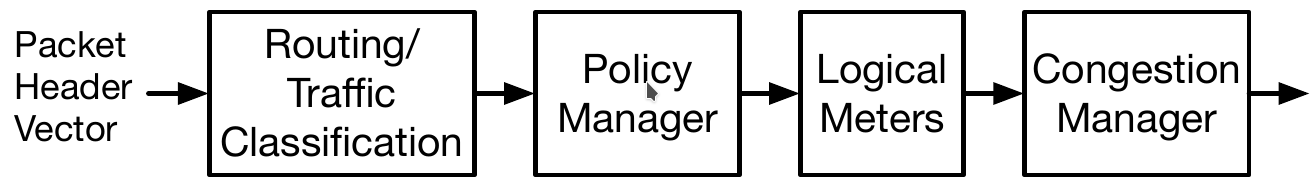 Packet
Header
Vector
Routing/
Traffic
Classification
Policy
Manager
Logical
Meters
Congestion
Manager